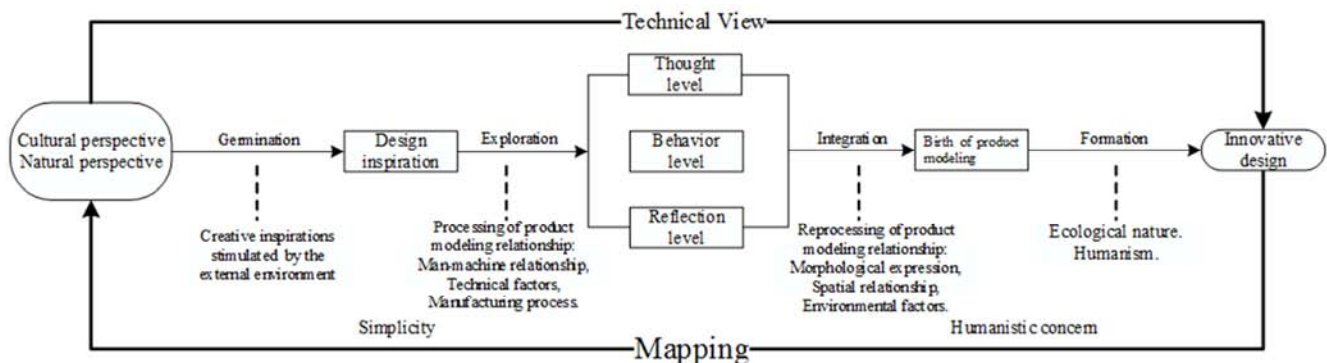 Technical View
Thought
level
Cultural perspective
Natural perspective
Germination
Design
inspiration
Exploration
Behavior
level
Integration
Birth of product
modeling
Formation
Innovative
design
Reflection
level
Creative inspirations
stimulated by the
external environment
Processing of product
modeling relationship:
Man-machine relationship,
Technical factors,
Manufacturing process.
Reprocessing of product
modeling relationship:
Morphological expression,
Spatial relationship,
Environmental factors.
Ecological nature.
Humanism.
Simplicity
Humanistic concern
Mapping